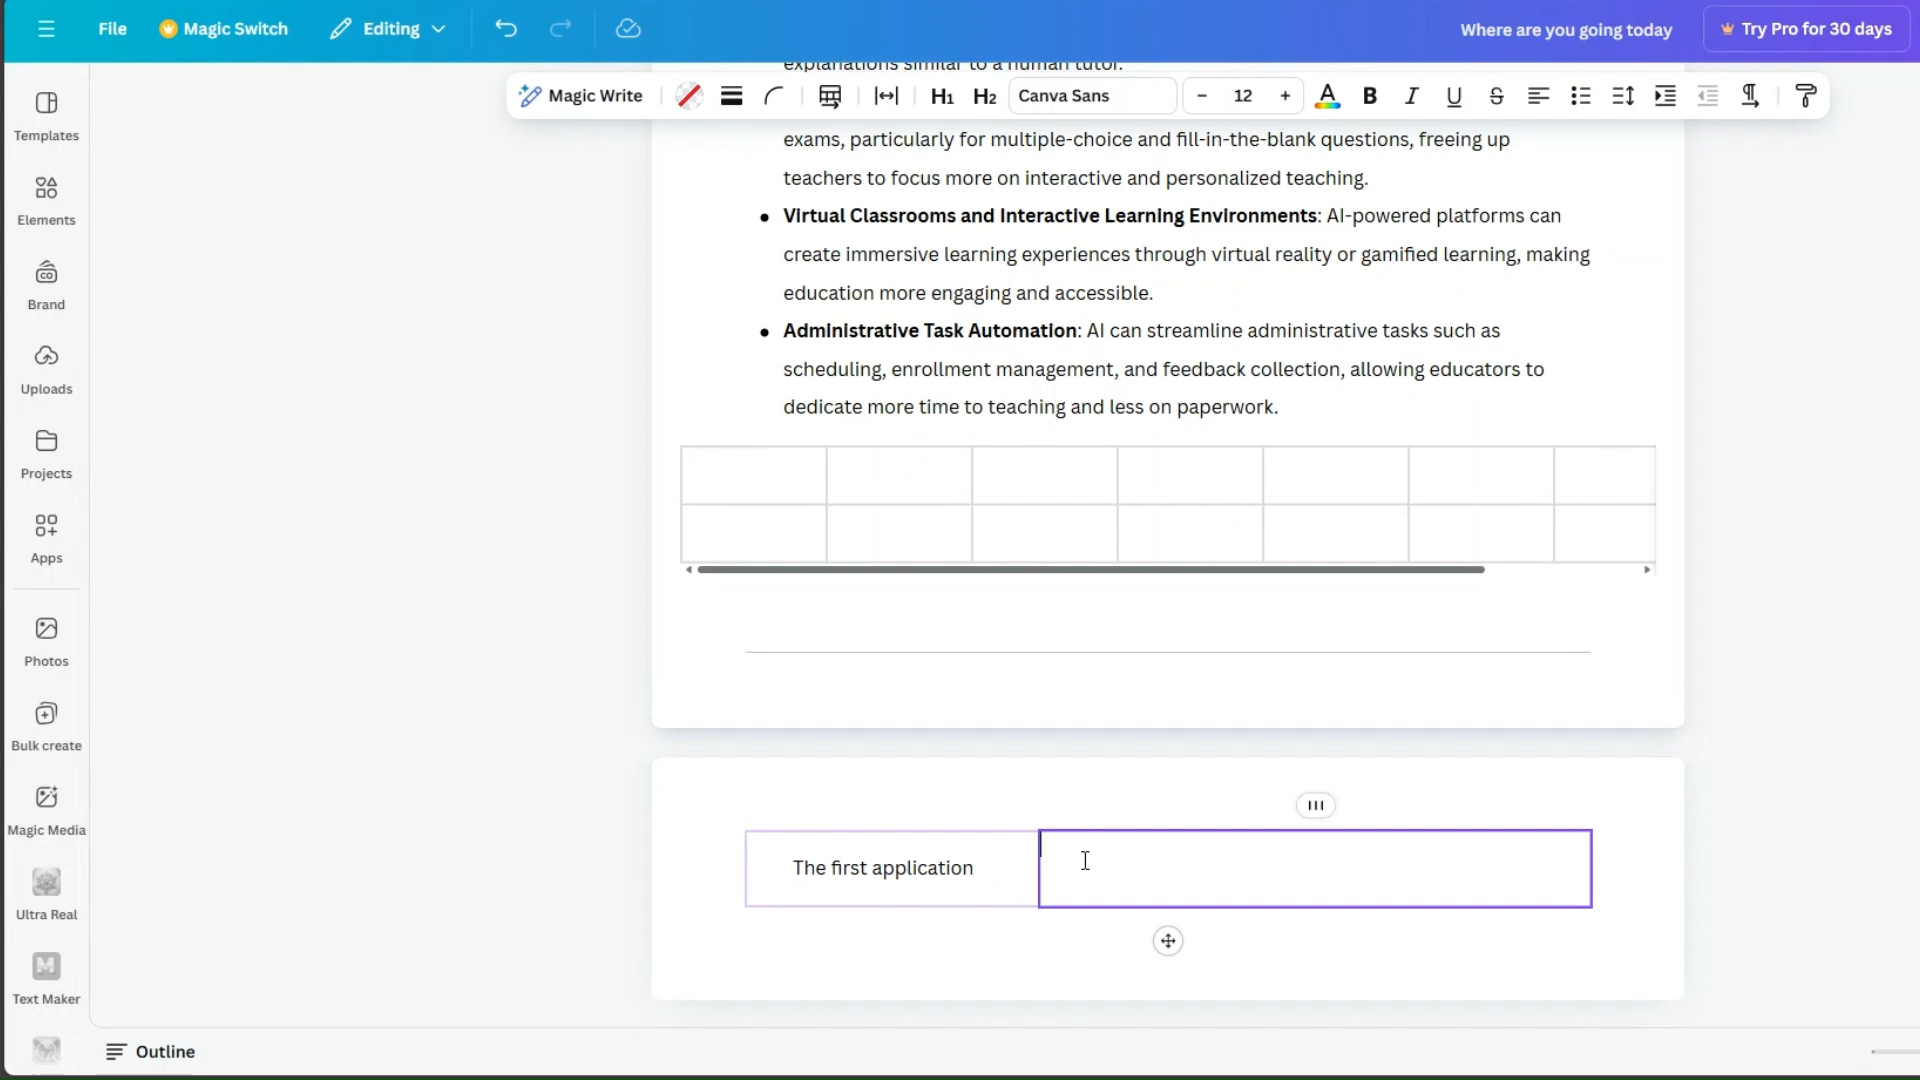 File
Magic Switch
Editing
Where are you going today
Try Pro for 30 days
Templates
Elements
Brand
Uploads
Projects
Apps
Photos
Bulk create
Magic Media
Ultra Real
Text Maker
Magic Write
H1
H2
Canva Sans
− 12 +
A B I U S
explanations similar to a human tutor.
exams, particularly for multiple-choice and fill-in-the-blank questions, freeing up
teachers to focus more on interactive and personalized teaching.
• Virtual Classrooms and Interactive Learning Environments: AI-powered platforms can
create immersive learning experiences through virtual reality or gamified learning, making
education more engaging and accessible.
• Administrative Task Automation: AI can streamline administrative tasks such as
scheduling, enrollment management, and feedback collection, allowing educators to
dedicate more time to teaching and less on paperwork.
The first application
Outline